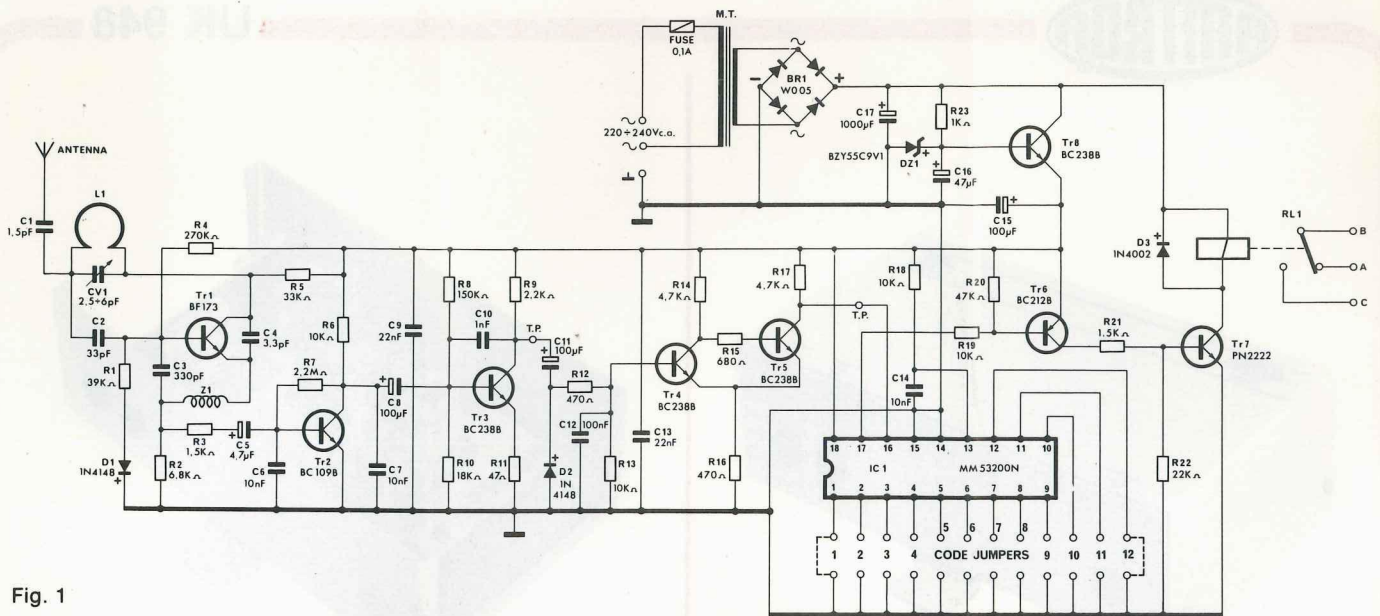 M.T.
FUSE
0,1A
BR1
W005
220÷240Vc.a.
C17
1000µF
R23
1KΩ
BZY55C9V1
DZ1
C16
47µF
Tr8
BC238B
C15
100µF
D3
1N4002
RL1
B
A
C
ANTENNA
C1
1,5pF
L1
CV1
2,5÷6pF
R4
270KΩ
R5
33KΩ
Tr1
BF173
C2
33pF
C3
330pF
C4
3,3pF
R1
39KΩ
Z1
R3
1,5KΩ
C5
4,7µF
D1
1N4148
R2
6,8KΩ
C6
10nF
R6
10KΩ
R7
2,2MΩ
Tr2
BC109B
C7
10nF
C8
100µF
C9
22nF
R8
150KΩ
R9
2,2KΩ
C10
1nF
T.P.
C11
100µF
Tr3
BC238B
R10
18KΩ
R11
47Ω
R12
470Ω
C12
100nF
D2
1N
4148
R13
10KΩ
C13
22nF
R14
4,7KΩ
Tr4
BC238B
R15
680Ω
R16
470Ω
R17
4,7KΩ
Tr5
BC238B
T.P.
R18
10KΩ
C14
10nF
R20
47KΩ
R19
10KΩ
Tr6
BC212B
R21
1,5KΩ
Tr7
PN2222
R22
22KΩ
18 17 16 15 14 13 12 11 10
IC 1 MM 53200N
1 2 3 4 5 6 7 8 9
5 6 7 8
1 2 3 4 CODE JUMPERS 9 10 11 12
Fig. 1
UK 948